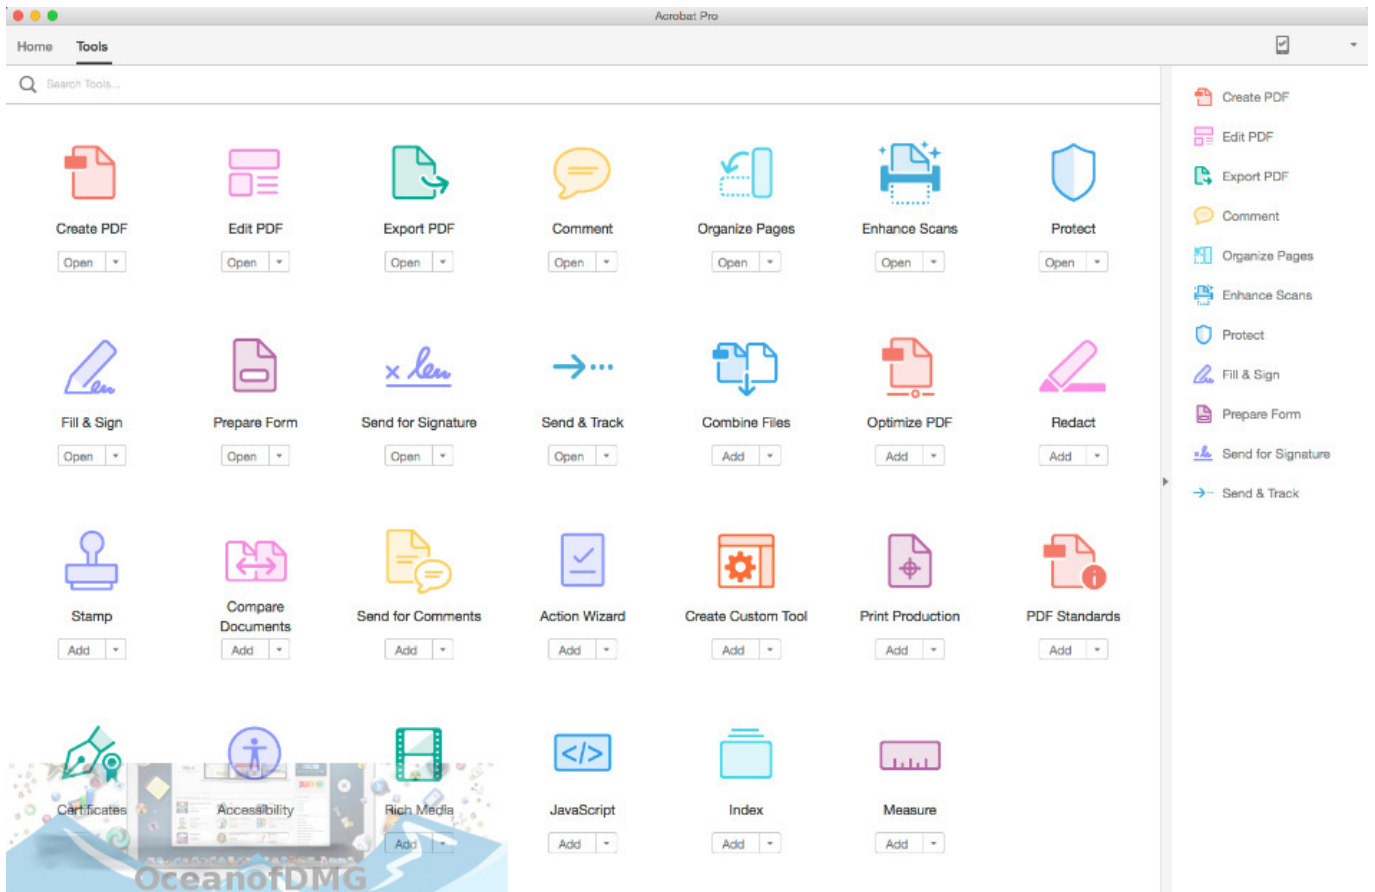 Acrobat Pro
Home Tools
Search Tools...
Create PDF Edit PDF Export PDF Comment Organize Pages Enhance Scans Protect
Open Open Open Open Open Open Open
Fill & Sign Prepare Form Send for Signature Send & Track Combine Files Optimize PDF Redact
Open Open Open Open Add Add Add
Stamp Compare Documents Send for Comments Action Wizard Create Custom Tool Print Production PDF Standards
Add Add Add Add Add Add Add
Certificates Accessibility Rich Media JavaScript Index Measure
Add Add Add Add
OceanofDMG
Create PDF
Edit PDF
Export PDF
Comment
Organize Pages
Enhance Scans
Protect
Fill & Sign
Prepare Form
Send for Signature
Send & Track